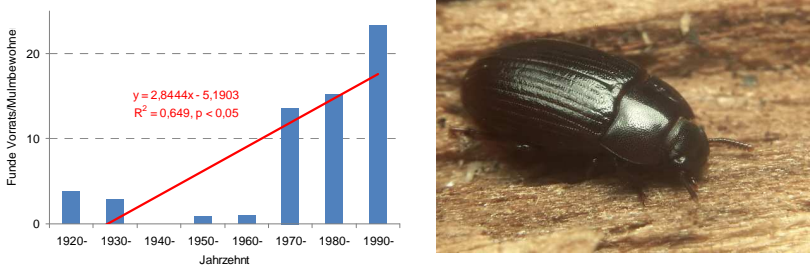 Funde Vorrats/Mulmbewohne
20
10
0
y = 2,8444x - 5,1903
R² = 0,649, p < 0,05
1920- 1930- 1940- 1950- 1960- 1970- 1980- 1990-
Jahrzehnt